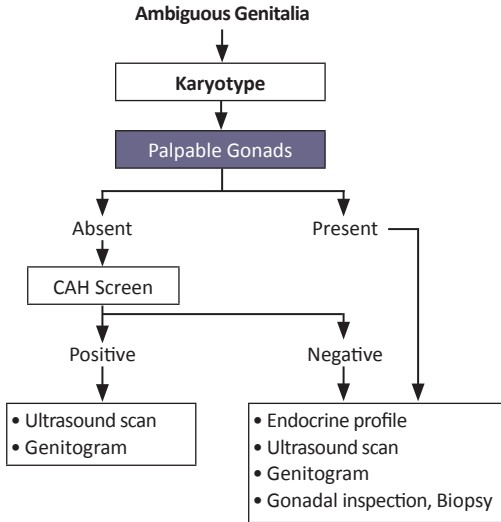 Ambiguous Genitalia
Karyotype
Palpable Gonads
Absent
Present
CAH Screen
Positive
Negative
• Ultrasound scan
• Genitogram
• Endocrine profile
• Ultrasound scan
• Genitogram
• Gonadal inspection, Biopsy